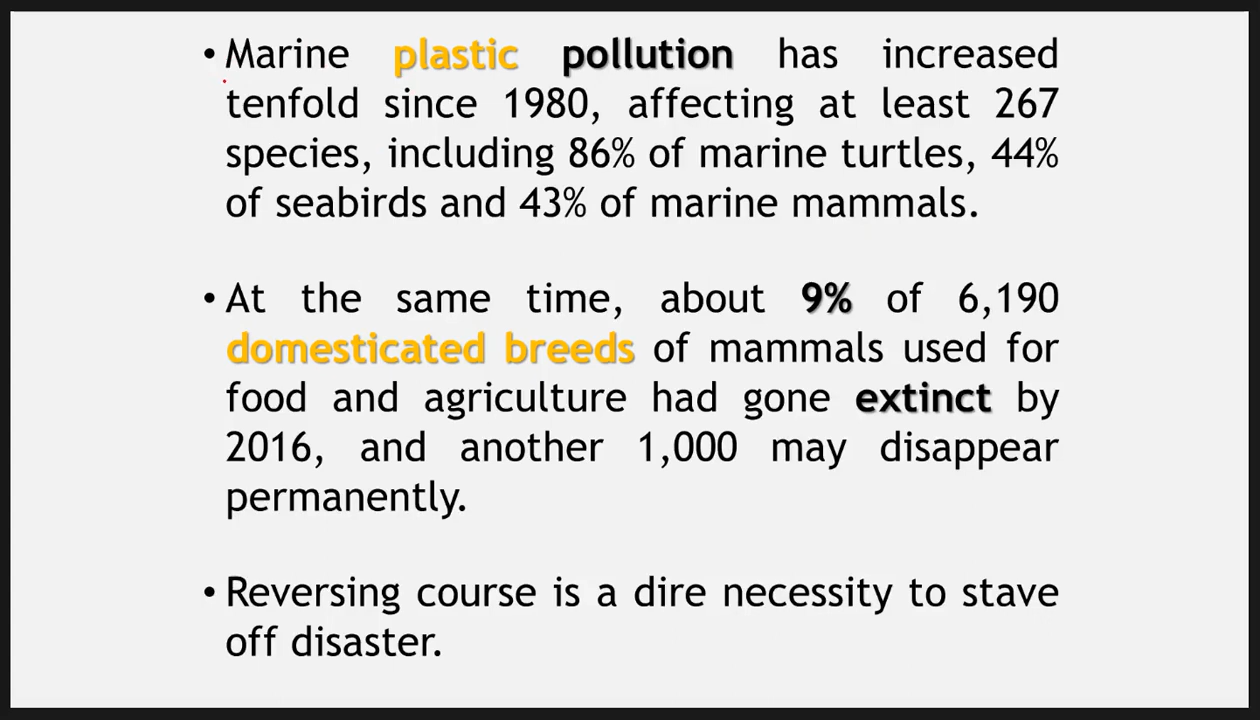 • Marine plastic pollution has increased
tenfold since 1980, affecting at least 267
species, including 86% of marine turtles, 44%
of seabirds and 43% of marine mammals.
• At the same time, about 9% of 6,190
domesticated breeds of mammals used for
food and agriculture had gone extinct by
2016, and another 1,000 may disappear
permanently.
• Reversing course is a dire necessity to stave
off disaster.